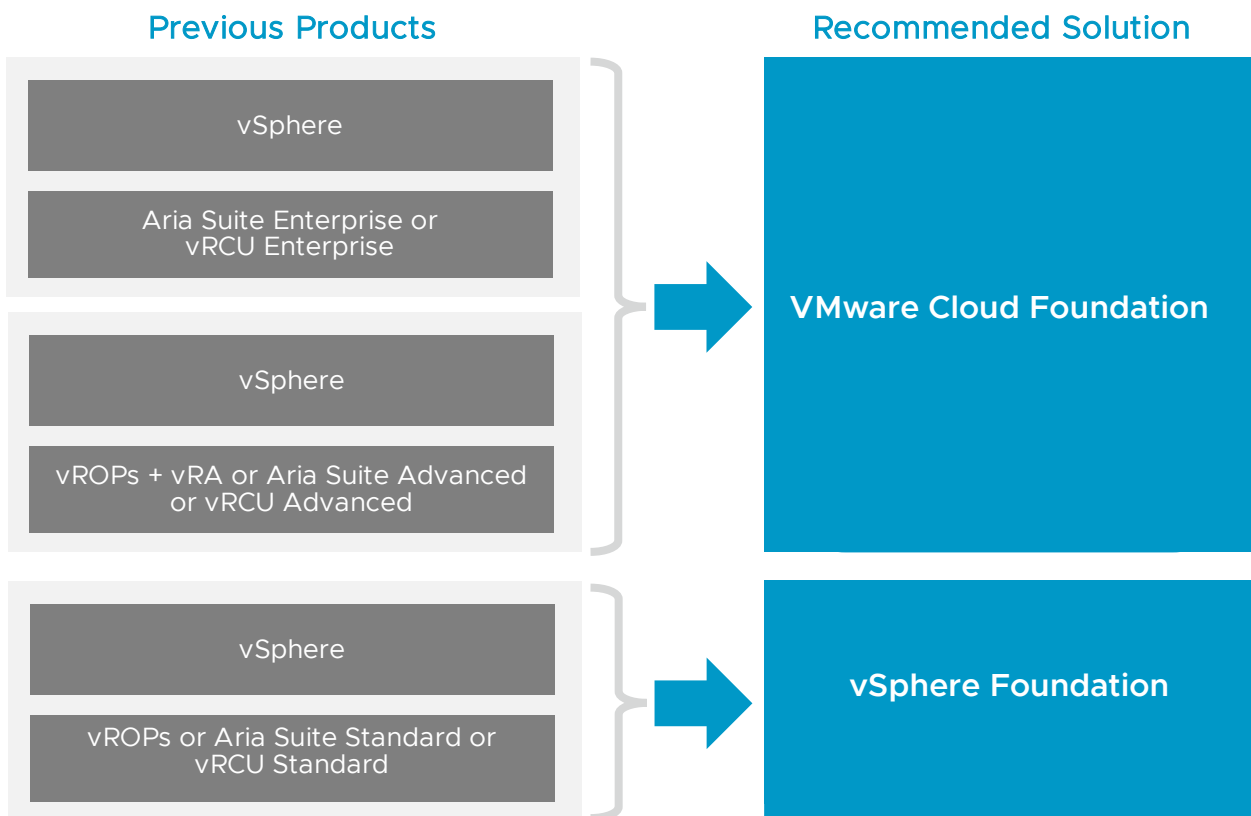 Previous Products
Recommended Solution
vSphere
Aria Suite Enterprise or
vRCU Enterprise
vSphere
vROPs + vRA or Aria Suite Advanced
or vRCU Advanced
VMware Cloud Foundation
vSphere
vROPs or Aria Suite Standard or
vRCU Standard
vSphere Foundation